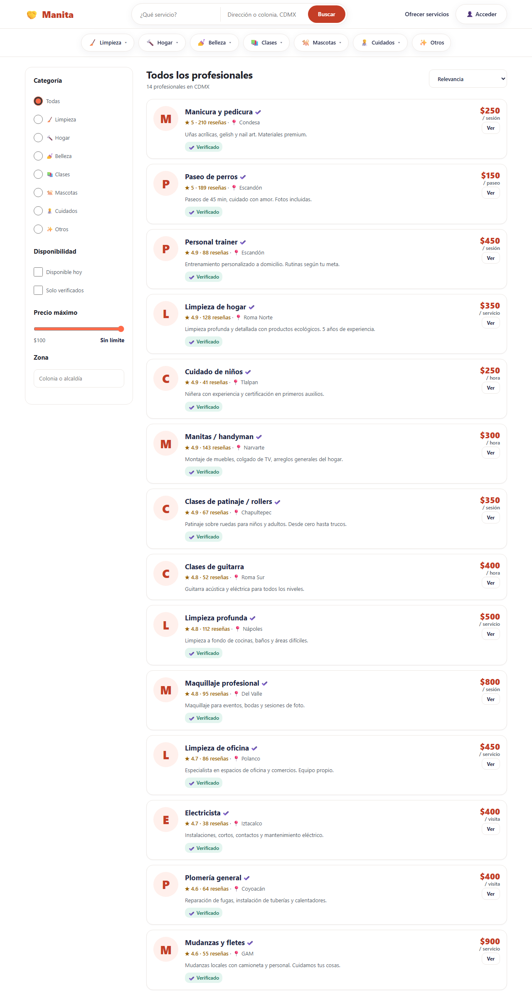 Manita
¿Qué servicio?
Dirección o colonia, CDMX
Buscar
Ofrecer servicios
Acceder
Limpieza
Hogar
Belleza
Clases
Mascotas
Cuidados
Otros
Categoría
Todas
Limpieza
Hogar
Belleza
Clases
Mascotas
Cuidados
Otros
Disponibilidad
Disponible hoy
Solo verificados
Precio máximo
$100 Sin límite
Zona
Colonia o alcaldía
Todos los profesionales
14 profesionales en CDMX
Relevancia
M
Manicura y pedicura
★ 5 · 210 reseñas · Condesa
Uñas acrílicas, gelish y nail art. Materiales premium.
Verificado
$250
/ sesión
Ver
P
Paseo de perros
★ 5 · 189 reseñas · Escandón
Paseos de 45 min, cuidado con amor. Fotos incluidas.
Verificado
$150
/ paseo
Ver
P
Personal trainer
★ 4.9 · 88 reseñas · Escandón
Entrenamiento personalizado a domicilio. Rutinas según tu meta.
Verificado
$450
/ sesión
Ver
L
Limpieza de hogar
★ 4.9 · 128 reseñas · Roma Norte
Limpieza profunda y detallada con productos ecológicos. 5 años de experiencia.
Verificado
$350
/ servicio
Ver
C
Cuidado de niños
★ 4.9 · 41 reseñas · Tlalpan
Niñera con experiencia y certificación en primeros auxilios.
Verificado
$250
/ hora
Ver
M
Manitas / handyman
★ 4.9 · 143 reseñas · Narvarte
Montaje de muebles, colgado de TV, arreglos generales del hogar.
Verificado
$300
/ hora
Ver
C
Clases de patinaje / rollers
★ 4.9 · 67 reseñas · Chapultepec
Patinaje sobre ruedas para niños y adultos. Desde cero hasta trucos.
Verificado
$350
/ sesión
Ver
C
Clases de guitarra
★ 4.8 · 52 reseñas · Roma Sur
Guitarra acústica y eléctrica para todos los niveles.
$400
/ hora
Ver
L
Limpieza profunda
★ 4.8 · 112 reseñas · Nápoles
Limpieza a fondo de cocinas, baños y áreas difíciles.
Verificado
$500
/ servicio
Ver
M
Maquillaje profesional
★ 4.8 · 95 reseñas · Del Valle
Maquillaje para eventos, bodas y sesiones de foto.
Verificado
$800
/ sesión
Ver
L
Limpieza de oficina
★ 4.7 · 86 reseñas · Polanco
Especialista en espacios de oficina y comercios. Equipo propio.
Verificado
$450
/ servicio
Ver
E
Electricista
★ 4.7 · 38 reseñas · Iztacalco
Instalaciones, cortos, contactos y mantenimiento eléctrico.
Verificado
$400
/ visita
Ver
P
Plomería general
★ 4.6 · 64 reseñas · Coyoacán
Reparación de fugas, instalación de tuberías y calentadores.
Verificado
$400
/ visita
Ver
M
Mudanzas y fletes
★ 4.6 · 55 reseñas · GAM
Mudanzas locales con camioneta y personal. Cuidamos tus cosas.
Verificado
$900
/ servicio
Ver